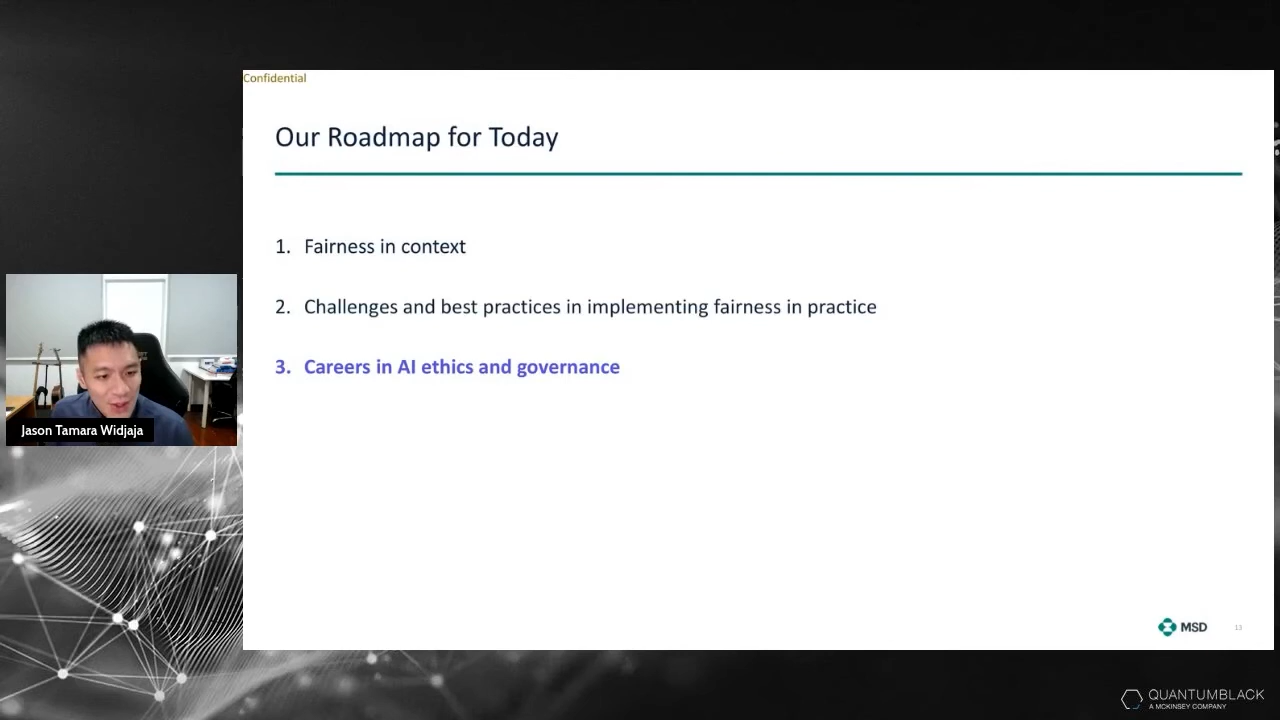 Confidential
Our Roadmap for Today
1. Fairness in context
2. Challenges and best practices in implementing fairness in practice
3. Careers in AI ethics and governance
Jason Tamara Widjaja
MSD
13
QUANTUMBLACK
A MCKINSEY COMPANY